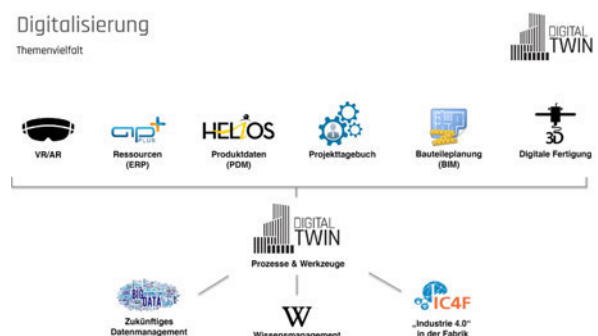 Digitalisierung
Themenvielfalt
DIGITAL
TWIN
ap+
PLUS
HELIOS
3D
VR/AR
Ressourcen
(ERP)
Produktdaten
(PDM)
Projekttagebuch
Bauteileplanung
(BIM)
Digitale Fertigung
DIGITAL
TWIN
Prozesse & Werkzeuge
BIG
DATA
W
IC4F
Zukünftiges
Datenmanagement
Wissensmanagement
„Industrie 4.0"
in der Fabrik